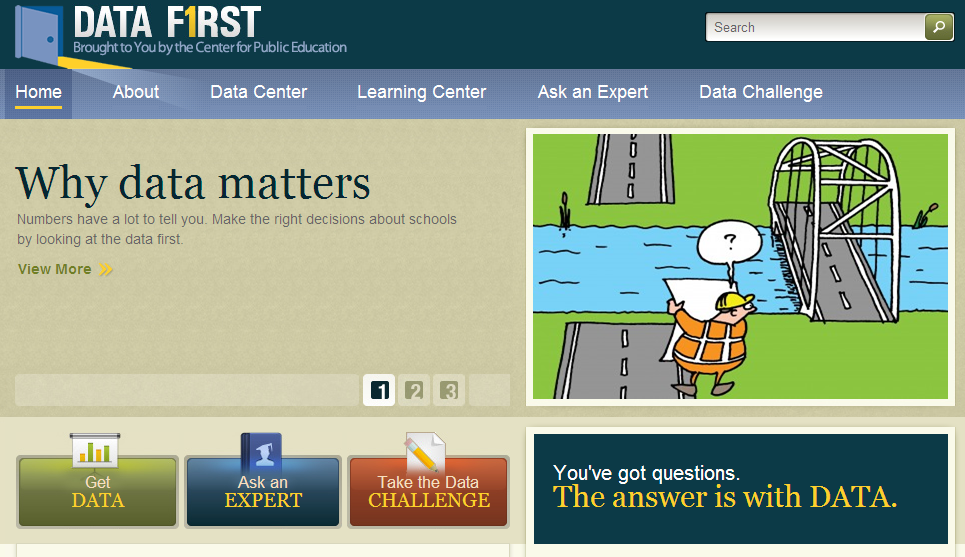 DATA F1RST
Brought to You by the Center for Public Education
Search
Home About Data Center Learning Center Ask an Expert Data Challenge
Why data matters
Numbers have a lot to tell you. Make the right decisions about schools
by looking at the data first.
View More
?
1 2 3
Get
DATA
Ask an
EXPERT
Take the Data
CHALLENGE
You've got questions.
The answer is with DATA.